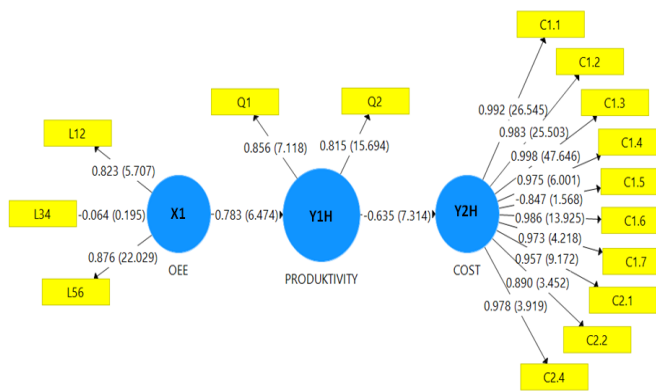 C1.1
C1.2
C1.3
C1.4
C1.5
C1.6
C1.7
C2.1
C2.2
C2.4
0.992 (26.545)
0.983 (25.503)
0.998 (47.646)
0.975 (6.001)
-0.847 (1.568)
0.986 (13.925)
0.973 (4.218)
0.957 (9.172)
0.890 (3.452)
0.978 (3.919)
Q1
Q2
0.856 (7.118)
0.815 (15.694)
L12
0.823 (5.707)
L34
-0.064 (0.195)
L56
0.876 (22.029)
X1
OEE
0.783 (6.474)
Y1H
PRODUKTIVITY
-0.635 (7.314)
Y2H
COST